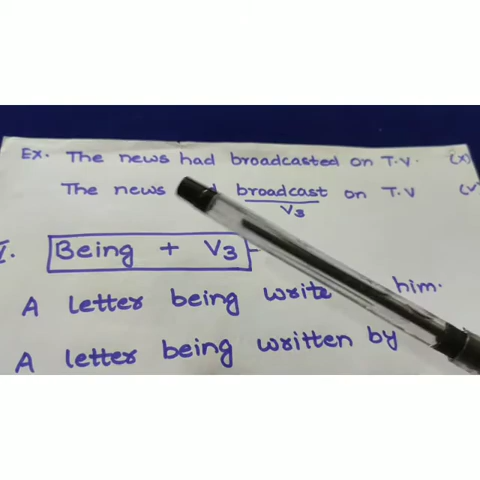 Ex. The news had broadcasted on T.V. (x)
The news broadcast on T.V (✓)
V3
I. Being + V3 -
A letter being write him.
A letter being written by